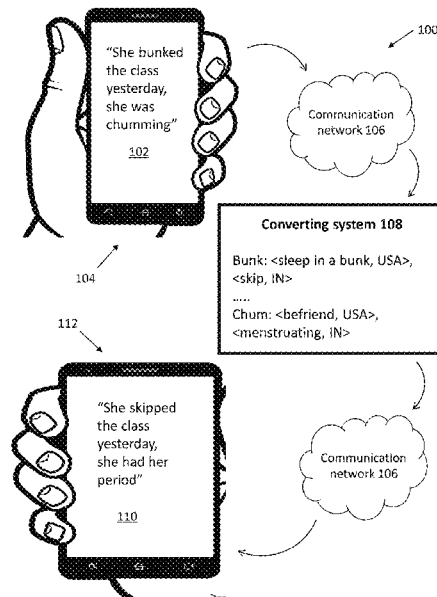 100
“She bunked
the class
yesterday,
she was
chumming”
102
Communication
network 106
104
Converting system 108
Bunk: <sleep in a bunk, USA>,
<skip, IN>
.....
Chum: <befriend, USA>,
<menstruating, IN>
112
“She skipped
the class
yesterday,
she had her
period”
110
Communication
network 106